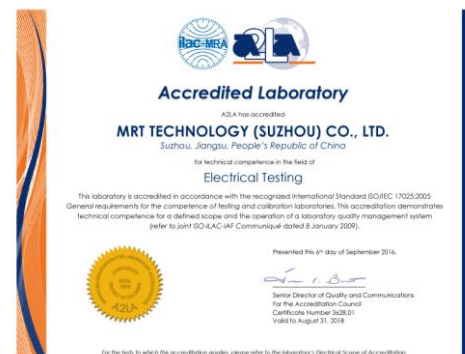 ilac-MRA
A2LA
Accredited Laboratory
A2LA has accredited
MRT TECHNOLOGY (SUZHOU) CO., LTD.
Suzhou, Jiangsu, People's Republic of China
for technical competence in the field of
Electrical Testing
This laboratory is accredited in accordance with the recognized International Standard ISO/IEC 17025:2005
General requirements for the competence of testing and calibration laboratories. This accreditation demonstrates
technical competence for a defined scope and the operation of a laboratory quality management system
(refer to joint ISO-ILAC-IAF Communiqué dated 8 January 2009).
Presented this 6th day of September 2016.
Senior Director of Quality and Communications
For the Accreditation Council
Certificate Number 3628.01
Valid to August 31, 2018
SEAL
1978
A2LA
For the tests to which this accreditation applies, please refer to the laboratory's Electrical Scope of Accreditation.